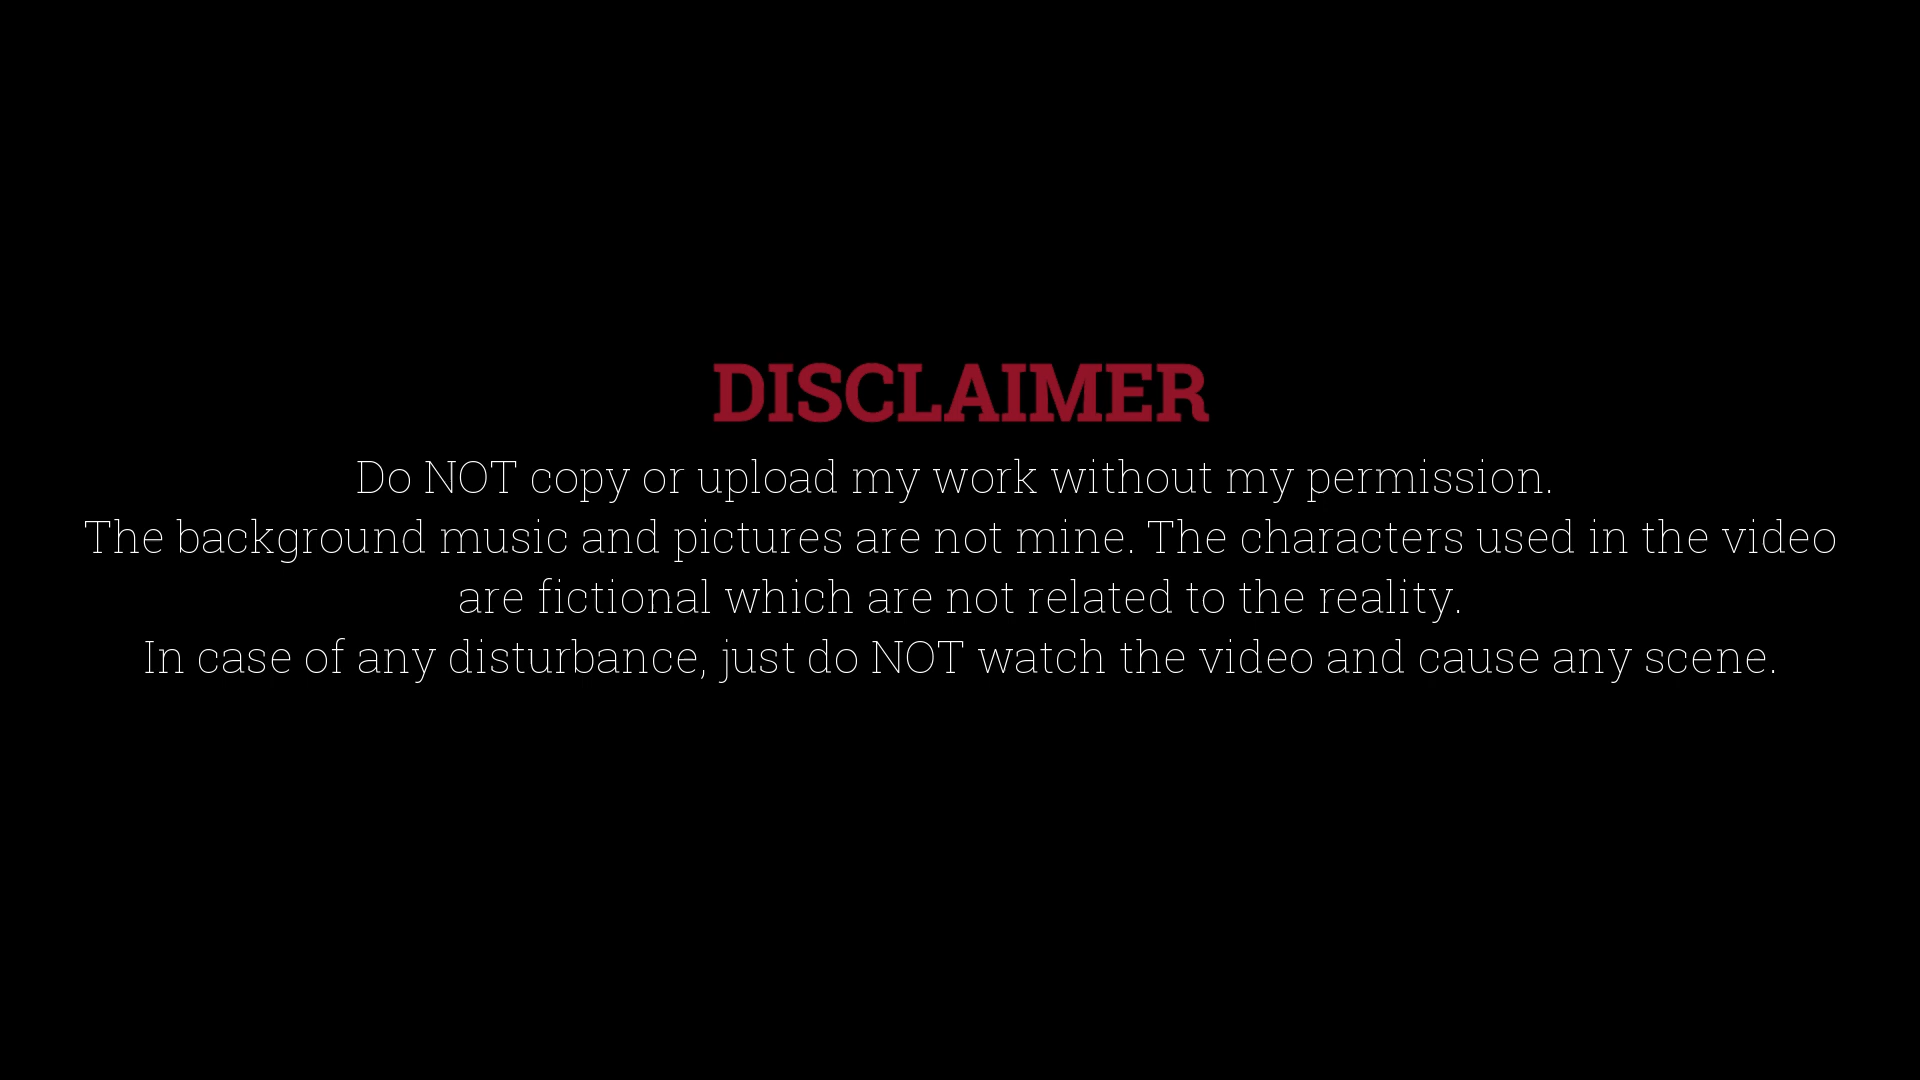 DISCLAIMER
Do NOT copy or upload my work without my permission.
The background music and pictures are not mine. The characters used in the video
are fictional which are not related to the reality.
In case of any disturbance, just do NOT watch the video and cause any scene.